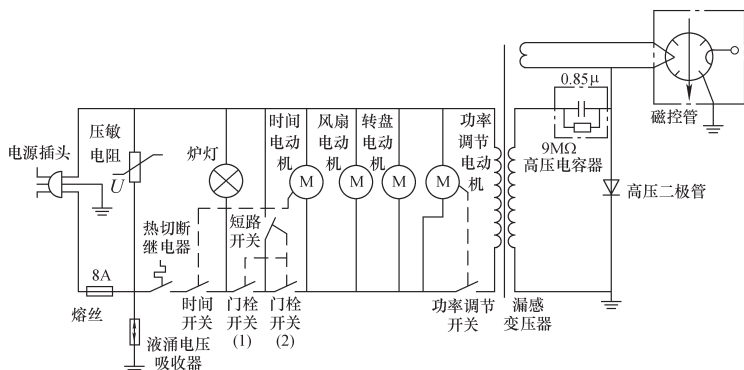 0.85μ
9MΩ
高压电容器
磁控管
高压二极管
电源插头
压敏
电阻
U
炉灯
时间
电动
机
M
风扇
电动
机
M
转盘
电动
机
M
功率
调节
电动
机
M
短路
开关
热切断
继电器
8A
熔丝
时间
开关
门栓
开关
(1)
门栓
开关
(2)
功率调节
开关
漏感
变压器
液涌电压
吸收器